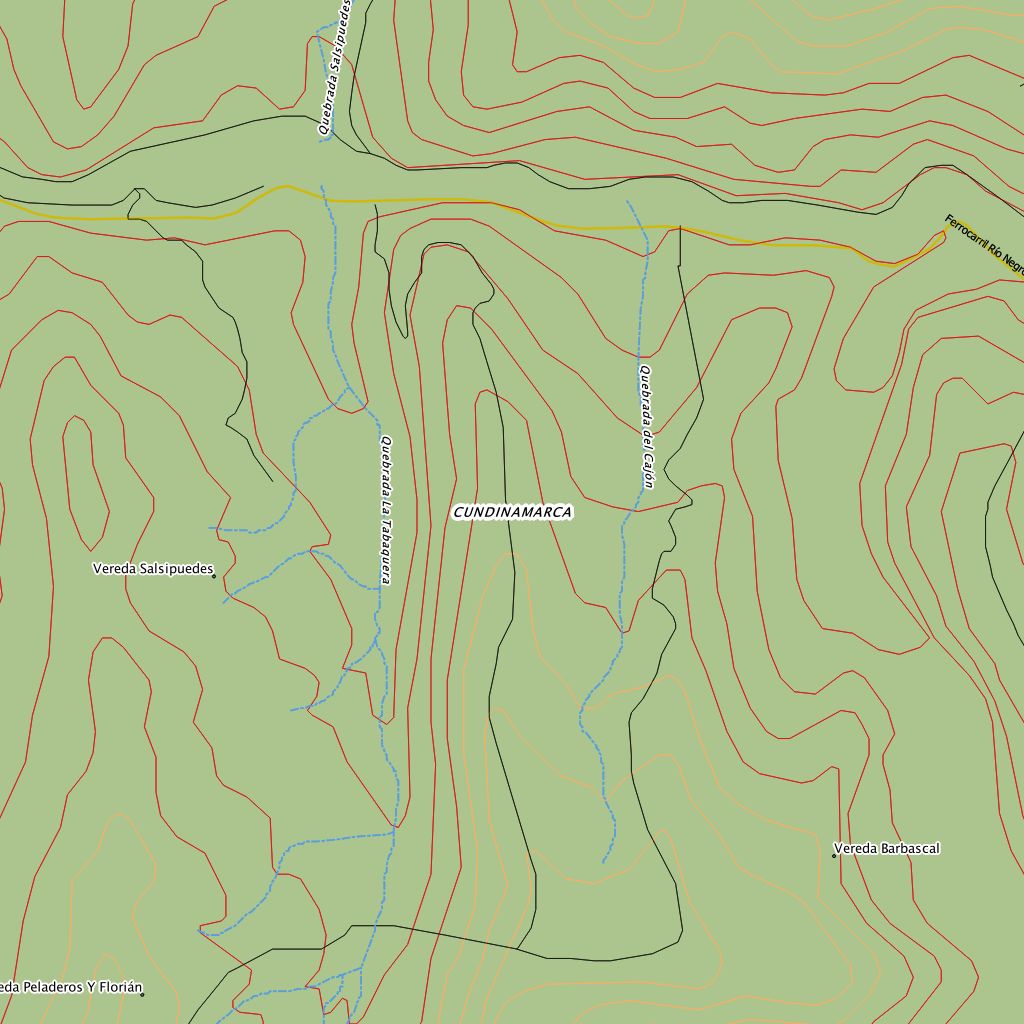 Quebrada Salsipuedes
Ferrocarril Río Negro
Quebrada del Cajón
Quebrada La Tabaquera
CUNDINAMARCA
Vereda Salsipuedes
Vereda Barbascal
eda Peladeros Y Florián